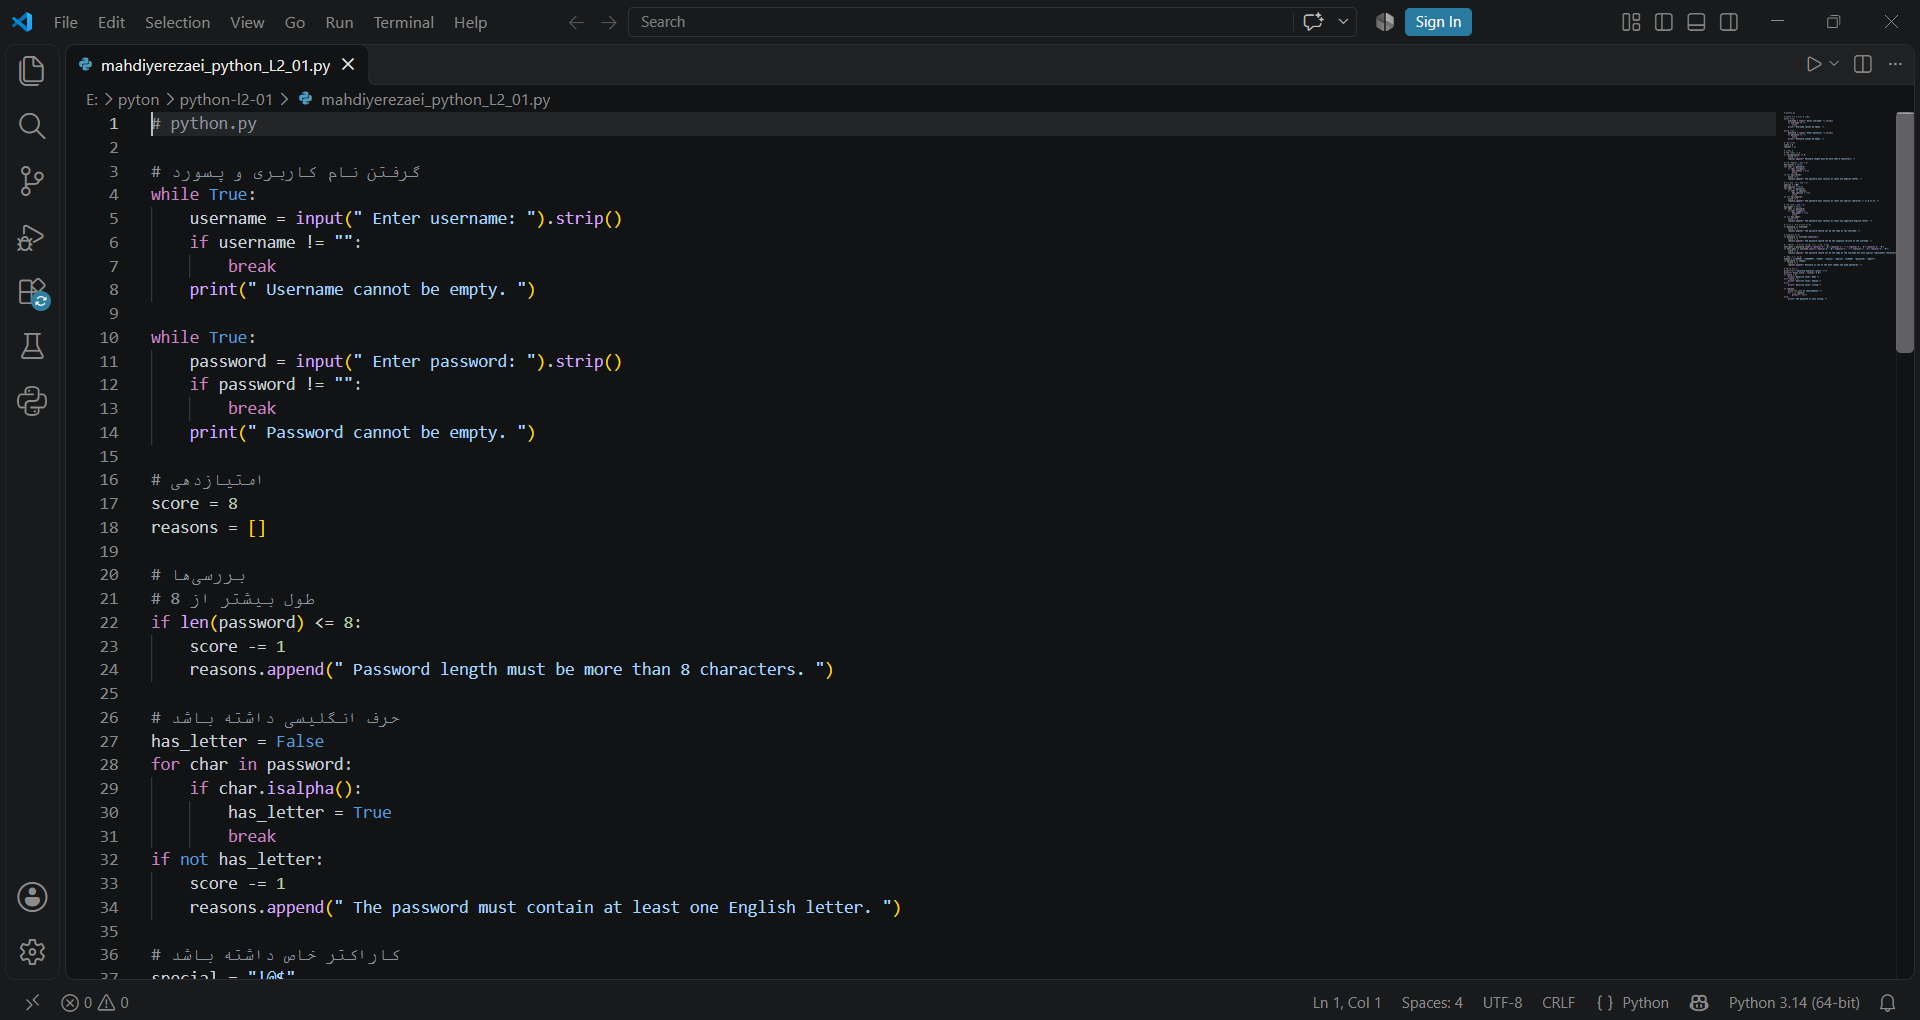 File Edit Selection View Go Run Terminal Help
Search
Sign In
mahdiyerezaei_python_L2_01.py
E: > pyton > python-l2-01 > mahdiyerezaei_python_L2_01.py
1 # python.py
2
3 # گرفتن نام کاربری و پسورد
4 while True:
5     username = input(" Enter username: ").strip()
6     if username != "":
7         break
8     print(" Username cannot be empty. ")
9
10 while True:
11     password = input(" Enter password: ").strip()
12     if password != "":
13         break
14     print(" Password cannot be empty. ")
15
16 # امتیازدهی
17 score = 8
18 reasons = []
19
20 # بررسی‌ها
21 # طول بیشتر از 8
22 if len(password) <= 8:
23     score -= 1
24     reasons.append(" Password length must be more than 8 characters. ")
25
26 # حرف انگلیسی داشته باشد
27 has_letter = False
28 for char in password:
29     if char.isalpha():
30         has_letter = True
31         break
32 if not has_letter:
33     score -= 1
34     reasons.append(" The password must contain at least one English letter. ")
35
36 # کاراکتر خاص داشته باشد
37 special = "!@$"
0 0
Ln 1, Col 1 Spaces: 4 UTF-8 CRLF { } Python Python 3.14 (64-bit)